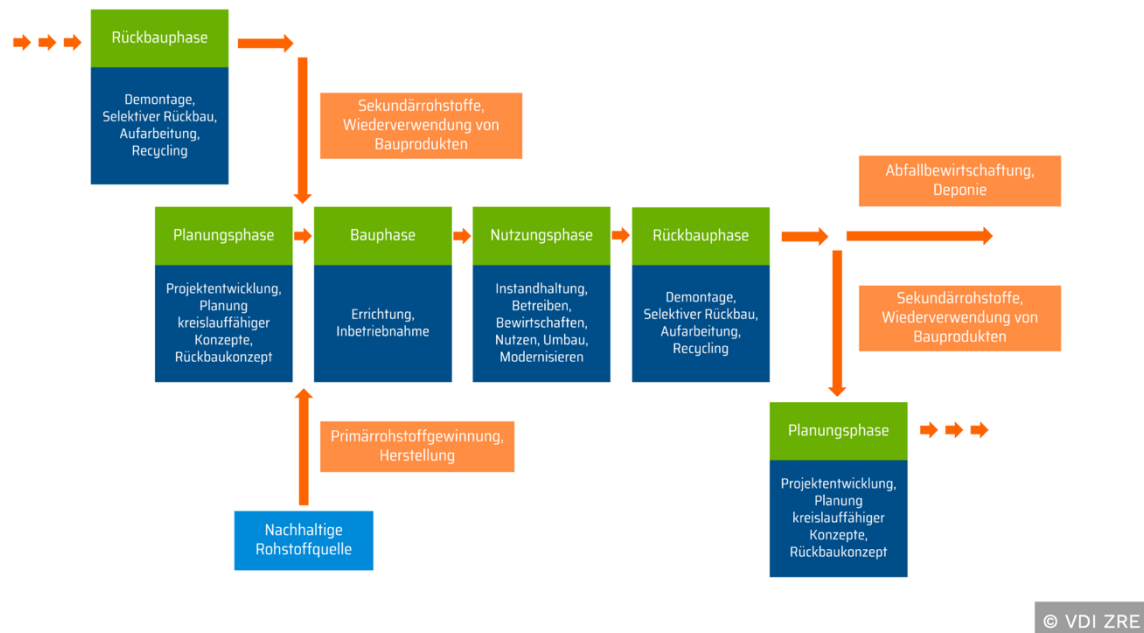 Rückbauphase
Demontage,
Selektiver Rückbau,
Aufarbeitung,
Recycling
Sekundärrohstoffe,
Wiederverwendung von
Bauprodukten
Planungsphase
Projektentwicklung,
Planung
kreislauffähiger
Konzepte,
Rückbaukonzept
Bauphase
Errichtung,
Inbetriebnahme
Nutzungsphase
Instandhaltung,
Betreiben,
Bewirtschaften,
Nutzen, Umbau,
Modernisieren
Rückbauphase
Demontage,
Selektiver Rückbau,
Aufarbeitung,
Recycling
Abfallbewirtschaftung,
Deponie
Sekundärrohstoffe,
Wiederverwendung von
Bauprodukten
Primärrohstoffgewinnung,
Herstellung
Nachhaltige
Rohstoffquelle
Planungsphase
Projektentwicklung,
Planung
kreislauffähiger
Konzepte,
Rückbaukonzept
© VDI ZRE